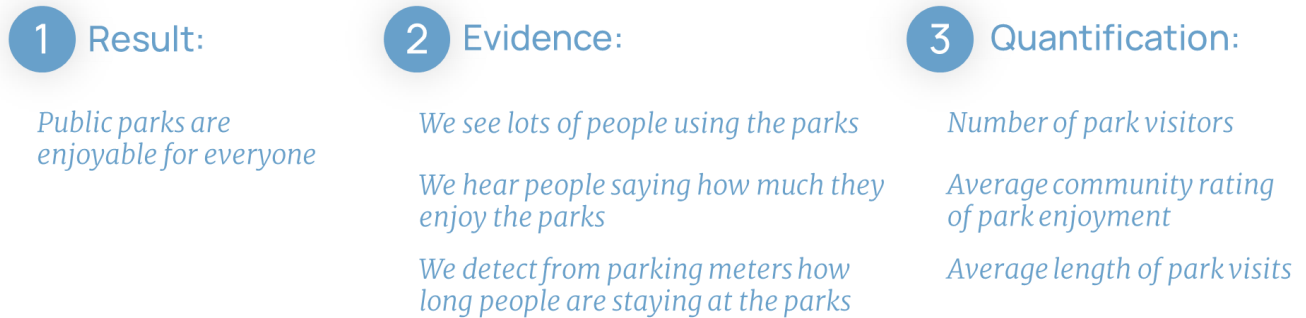 1 Result:
Public parks are
enjoyable for everyone
2 Evidence:
We see lots of people using the parks
We hear people saying how much they
enjoy the parks
We detect from parking meters how
long people are staying at the parks
3 Quantification:
Number of park visitors
Average community rating
of park enjoyment
Average length of park visits